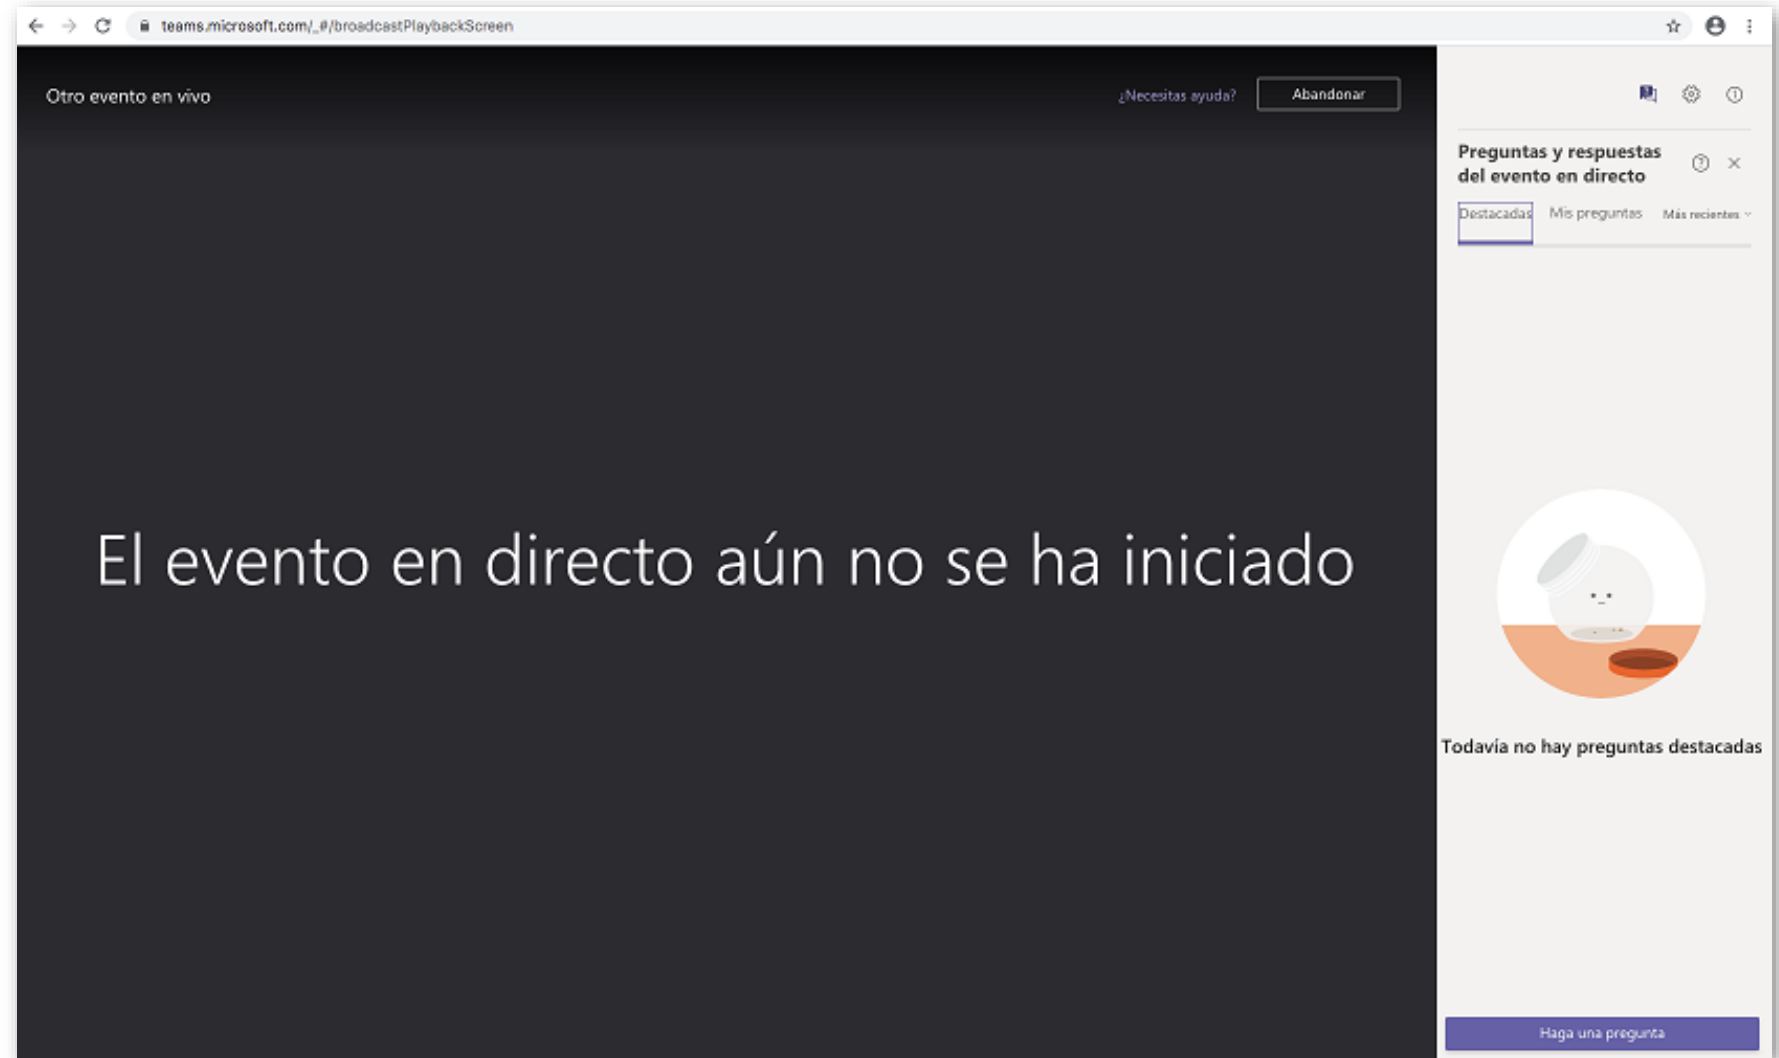 teams.microsoft.com/_#/broadcastPlaybackScreen
Otro evento en vivo
¿Necesitas ayuda?
Abandonar
Preguntas y respuestas
del evento en directo
Destacadas Mis preguntas Más recientes
El evento en directo aún no se ha iniciado
Todavía no hay preguntas destacadas
Haga una pregunta